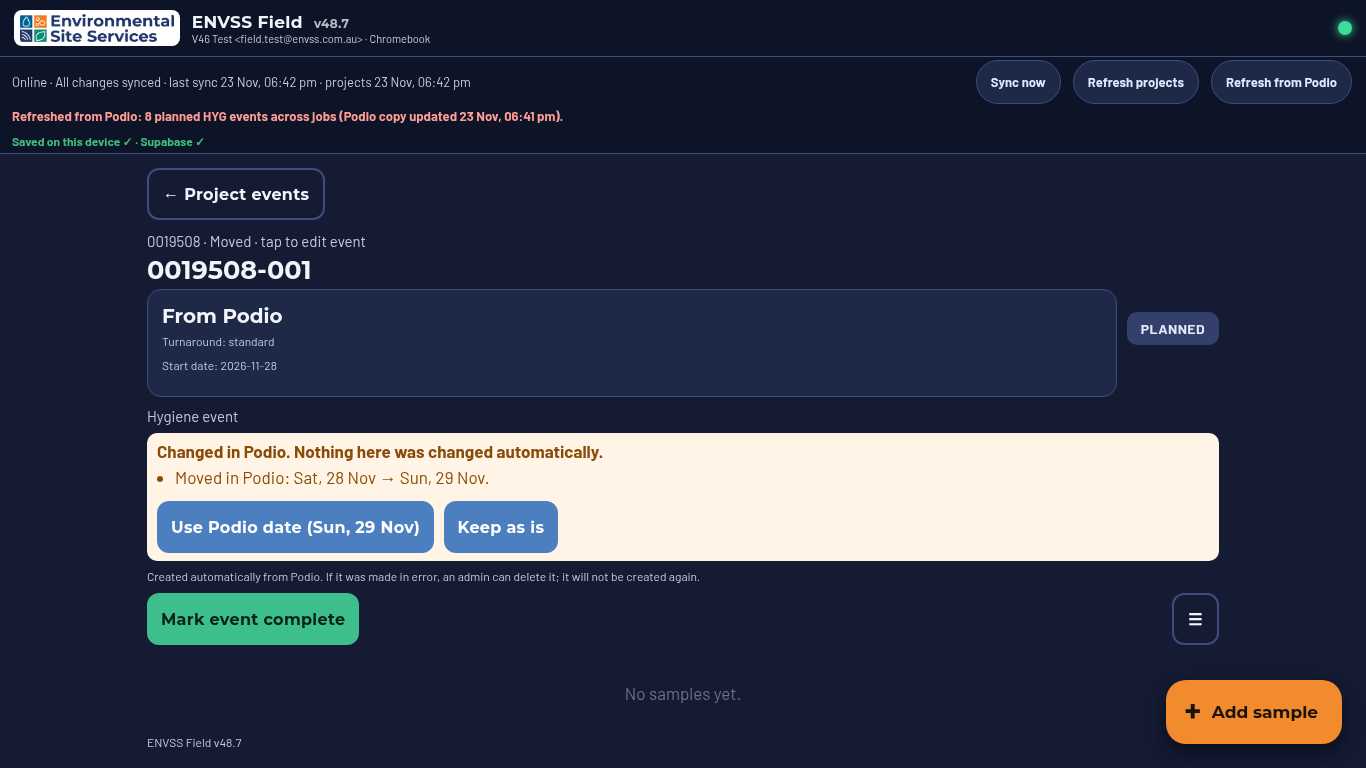 Environmental
Site Services
ENVSS Field v48.7
V46 Test <field.test@envss.com.au> · Chromebook
Online · All changes synced · last sync 23 Nov, 06:42 pm · projects 23 Nov, 06:42 pm
Sync now
Refresh projects
Refresh from Podio
Refreshed from Podio: 8 planned HYG events across jobs (Podio copy updated 23 Nov, 06:41 pm).
Saved on this device ✓ · Supabase ✓
← Project events
0019508 · Moved · tap to edit event
0019508-001
From Podio
Turnaround: standard
Start date: 2026-11-28
PLANNED
Hygiene event
Changed in Podio. Nothing here was changed automatically.
• Moved in Podio: Sat, 28 Nov → Sun, 29 Nov.
Use Podio date (Sun, 29 Nov)
Keep as is
Created automatically from Podio. If it was made in error, an admin can delete it; it will not be created again.
Mark event complete
☰
No samples yet.
+ Add sample
ENVSS Field v48.7